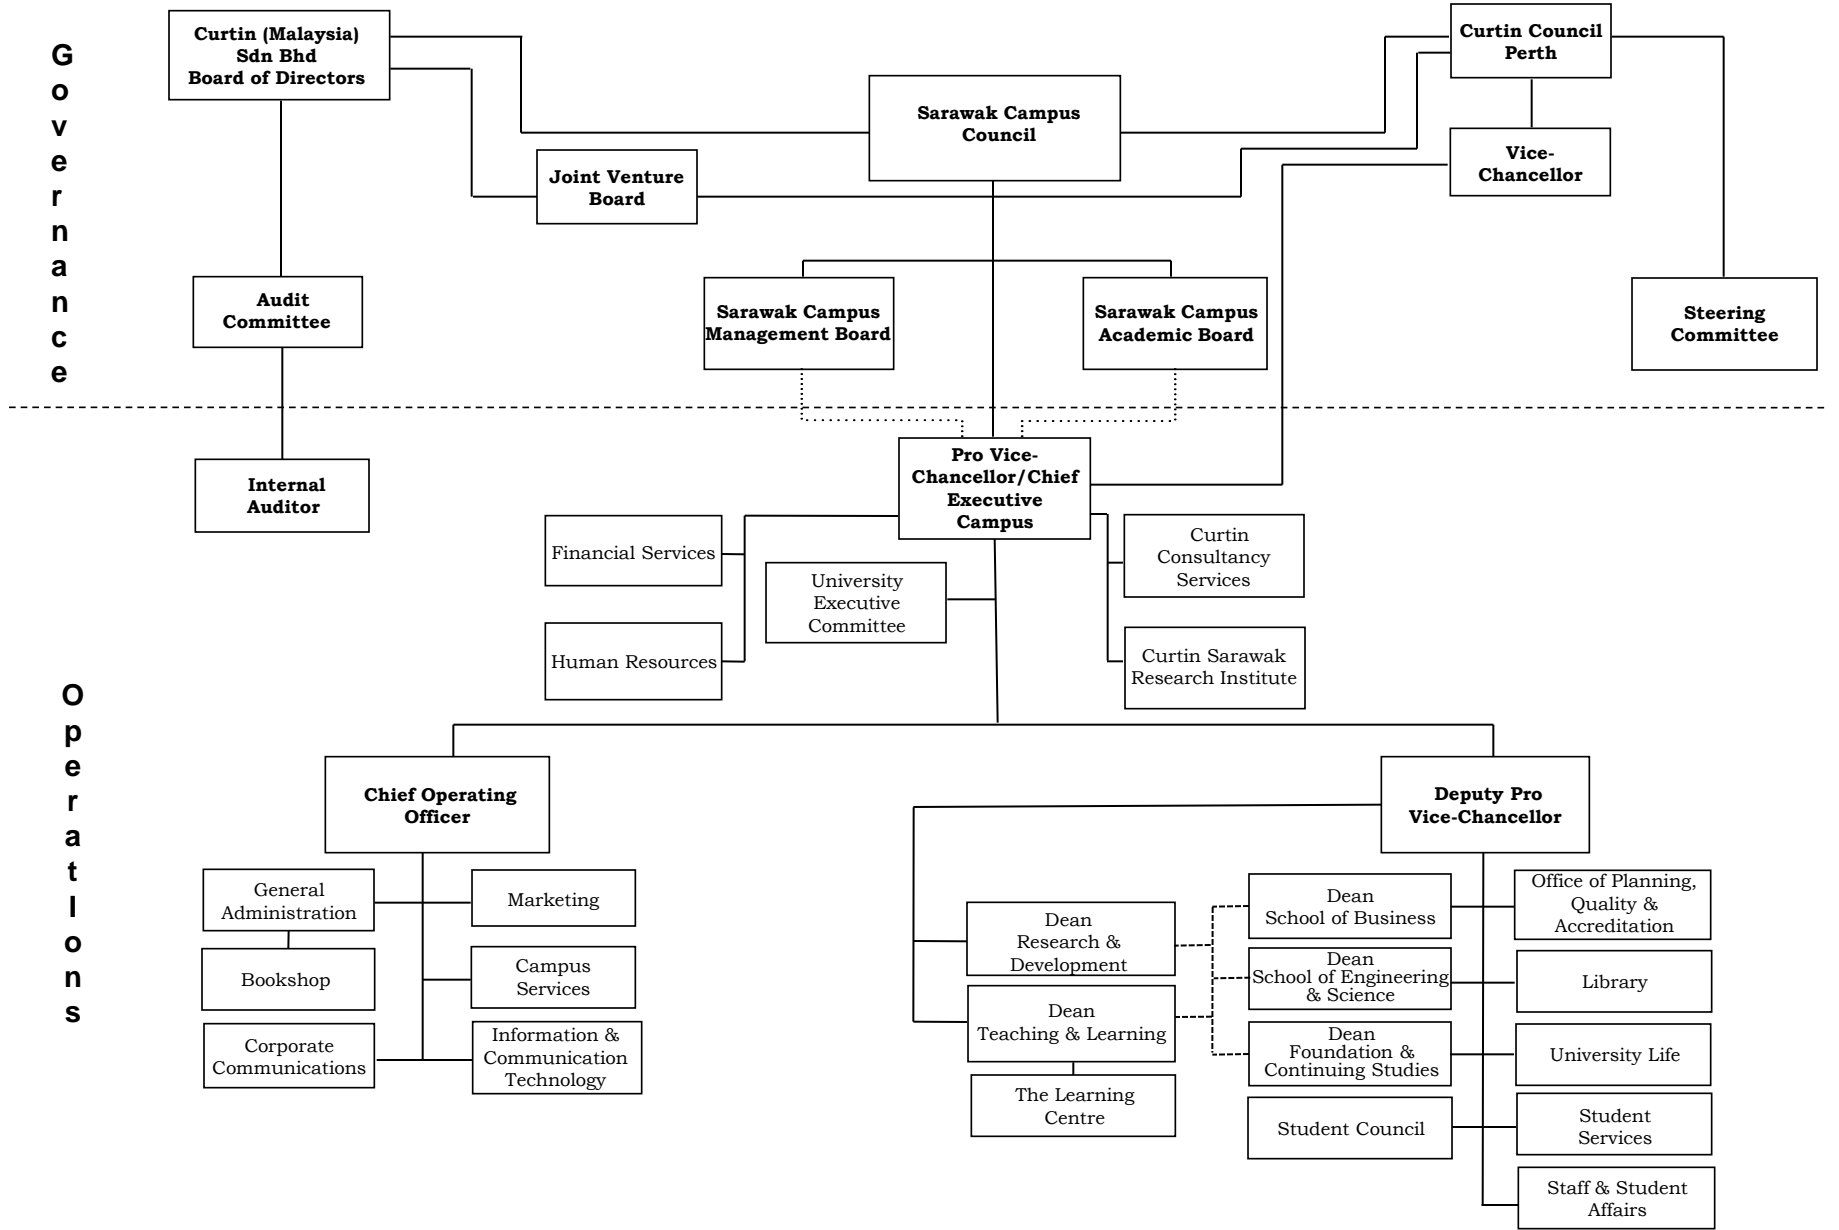 Governance
Curtin (Malaysia)
Sdn Bhd
Board of Directors
Curtin Council
Perth
Sarawak Campus
Council
Vice-
Chancellor
Joint Venture
Board
Audit
Committee
Sarawak Campus
Management Board
Sarawak Campus
Academic Board
Steering
Committee
Internal
Auditor
Pro Vice-
Chancellor/Chief
Executive
Campus
Financial Services
University
Executive
Committee
Curtin
Consultancy
Services
Human Resources
Curtin Sarawak
Research Institute
OperatIons
Chief Operating
Officer
Deputy Pro
Vice-Chancellor
General
Administration
Marketing
Bookshop
Campus
Services
Corporate
Communications
Information &
Communication
Technology
Dean
Research &
Development
Dean
Teaching & Learning
The Learning
Centre
Dean
School of Business
Dean
School of Engineering
& Science
Dean
Foundation &
Continuing Studies
Student Council
Office of Planning,
Quality &
Accreditation
Library
University Life
Student
Services
Staff & Student
Affairs